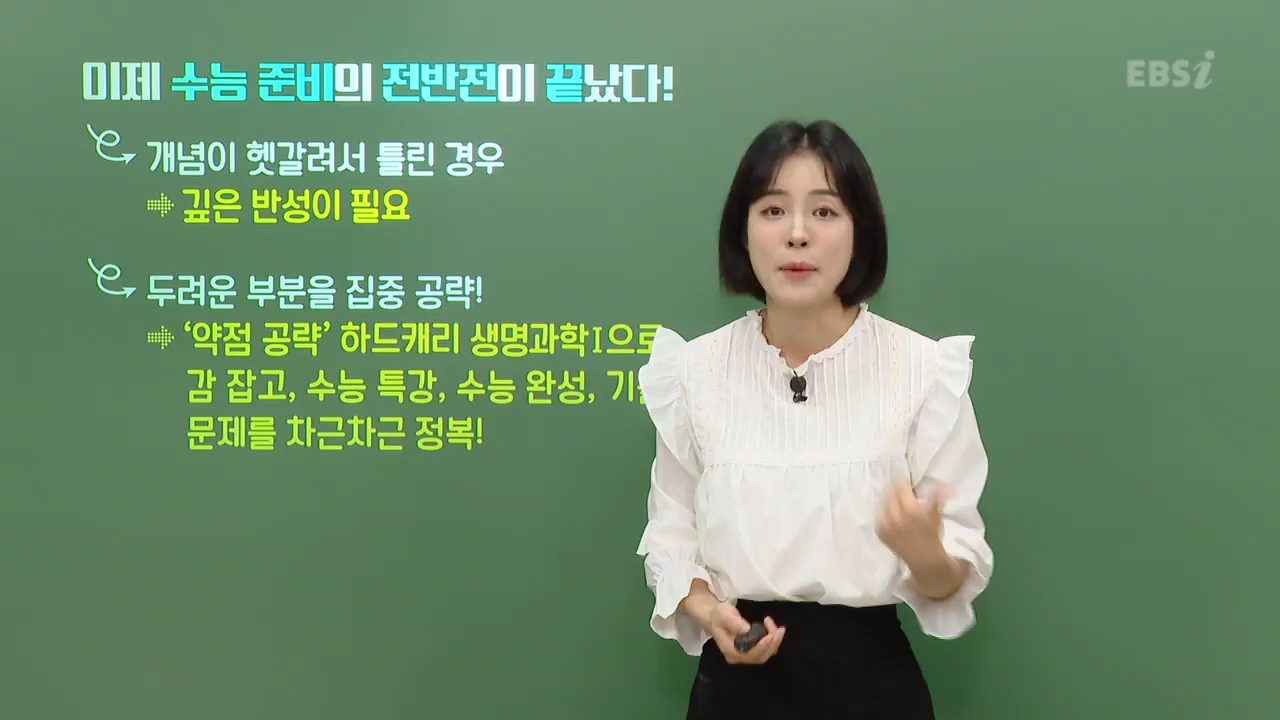 이제 수능 준비의 전반전이 끝났다!
EBSi
개념이 헷갈려서 틀린 경우
깊은 반성이 필요
두려운 부분을 집중 공략!
‘약점 공략’ 하드캐리 생명과학I으로
감 잡고, 수능 특강, 수능 완성,
문제를 차근차근 정복!